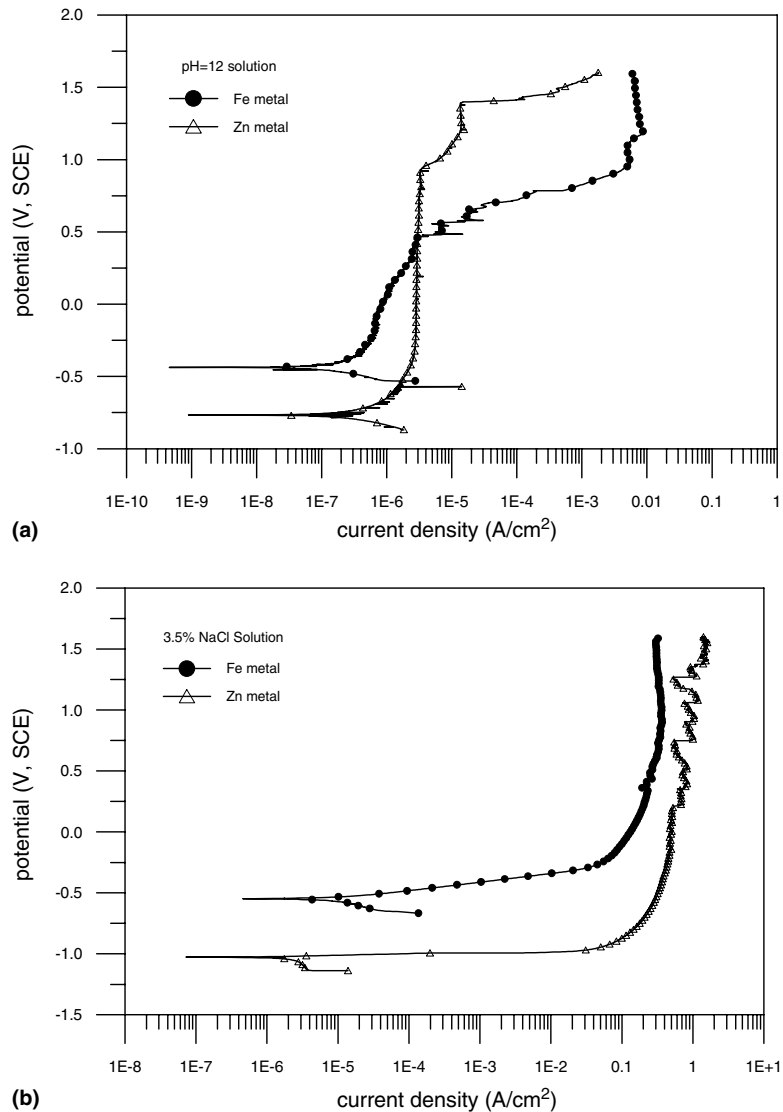 2.0
pH=12 solution
Fe metal
Zn metal
1.5
1.0
0.5
0.0
-0.5
-1.0
potential (V, SCE)
1E-10 1E-9 1E-8 1E-7 1E-6 1E-5 1E-4 1E-3 0.01 0.1 1
(a)
current density (A/cm²)
2.0
3.5% NaCl Solution
Fe metal
Zn metal
1.5
1.0
0.5
0.0
-0.5
-1.0
-1.5
potential (V, SCE)
1E-8 1E-7 1E-6 1E-5 1E-4 1E-3 1E-2 0.1 1 1E+1
(b)
current density (A/cm²)